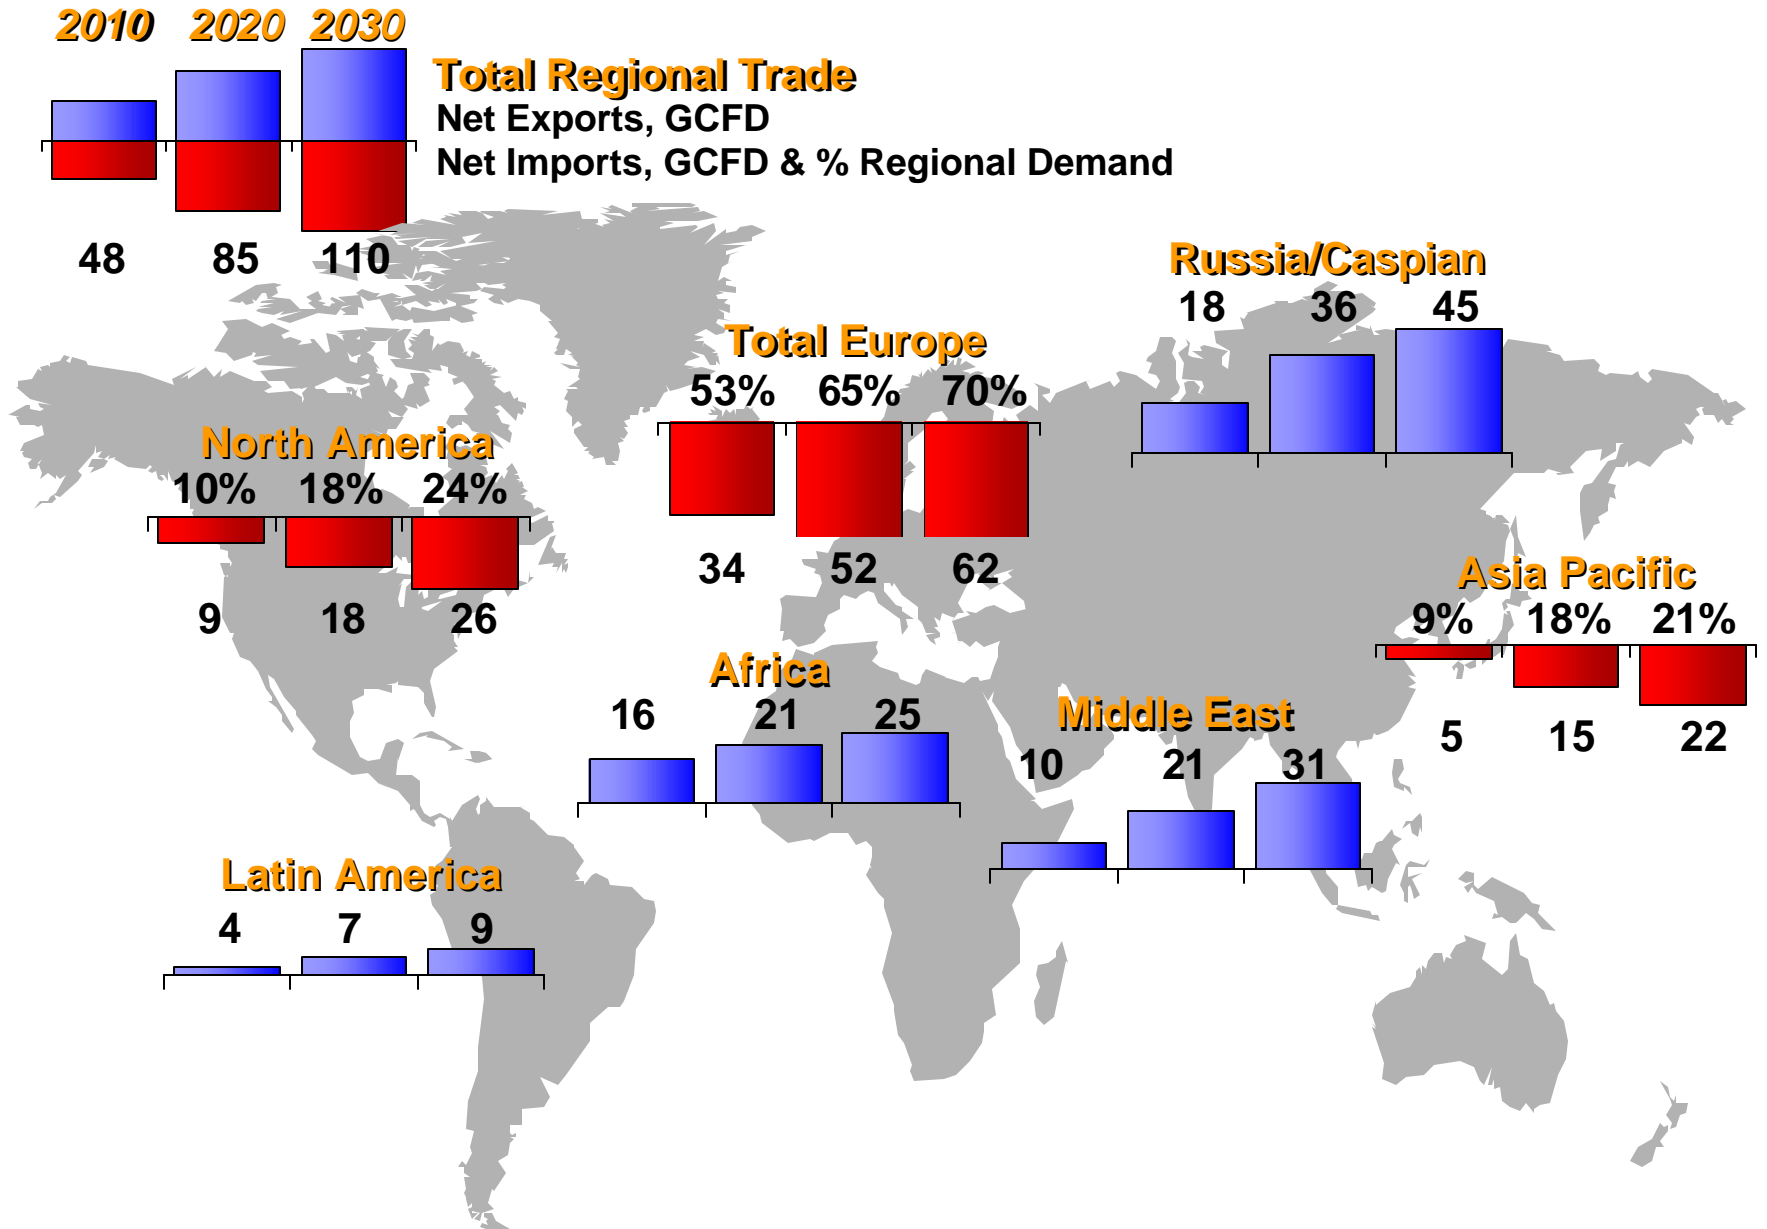 2010 2020 2030
Total Regional Trade
Net Exports, GCFD
Net Imports, GCFD & % Regional Demand
48 85 110
Russia/Caspian
18 36 45
Total Europe
53% 65% 70%
34 52 62
North America
10% 18% 24%
9 18 26
Asia Pacific
9% 18% 21%
5 15 22
Africa
16 21 25
Middle East
10 21 31
Latin America
4 7 9